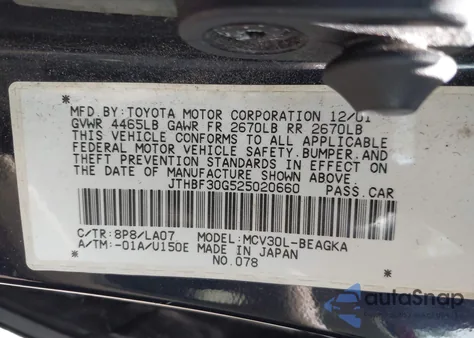 MFD.BY:TOYOTA MOTOR CORPORATION 12/01
GVWR 4465LB GAWR FR 2670LB RR 2670LB
THIS VEHICLE CONFORMS TO ALL APPLICABLE
FEDERAL MOTOR VEHICLE SAFETY,BUMPER,AND
THEFT PREVENTION STANDARDS IN EFFECT ON
THE DATE OF MANUFACTURE SHOWN ABOVE.
JTHBF30G525020660 PASS.CAR
C/TR:8P8/LA07 MODEL:MCV30L-BEAGKA
A/TM:-01A/U150E MADE IN JAPAN
NO.078
autoSnap